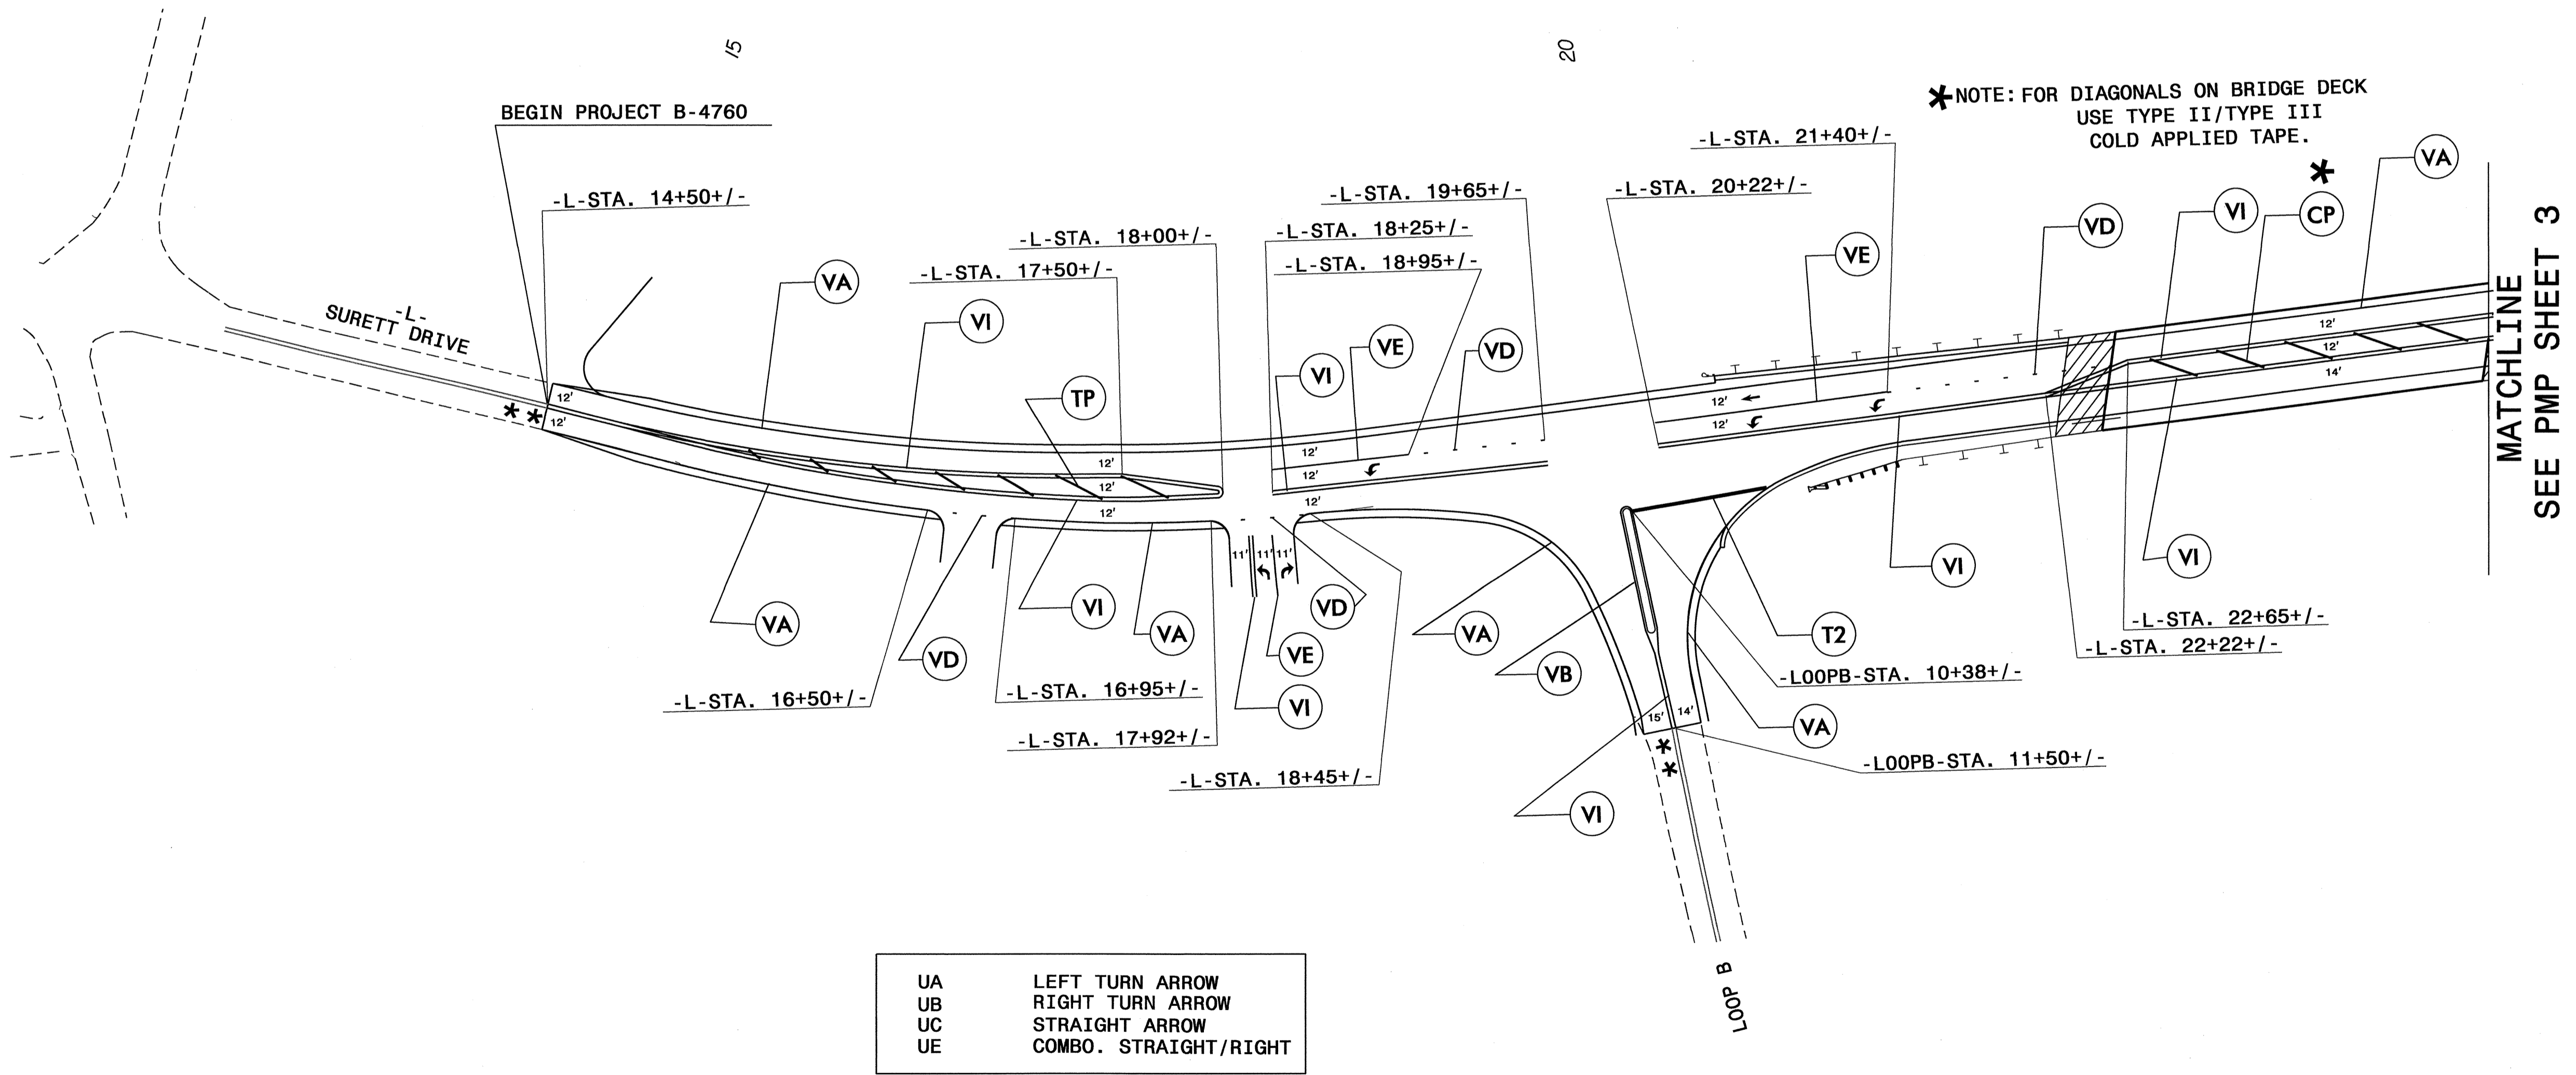 15
20
BEGIN PROJECT B-4760
*NOTE: FOR DIAGONALS ON BRIDGE DECK
USE TYPE II/TYPE III
COLD APPLIED TAPE.
*
-L-STA. 21+40+/-
-L-STA. 14+50+/-
-L-STA. 19+65+/-
-L-STA. 20+22+/-
-L-STA. 18+00+/-
-L-STA. 18+25+/-
-L-STA. 17+50+/-
-L-STA. 18+95+/-
VA
VI
CP
VD
VE
VA
VI
VE
VD
VI
TP
-L-
SURETT DRIVE
MATCHLINE
SEE PMP SHEET 3
12'
12'
14'
12'
12'
12'
12'
* *
12'
12'
12'
12'
12'
12'
11'
11'
11'
VI
VI
VA
VI
VA
VD
VA
T2
VD
VE
VB
VI
-L-STA. 22+65+/-
-L-STA. 22+22+/-
-LOOPB-STA. 10+38+/-
-L-STA. 16+50+/-
-L-STA. 16+95+/-
-L-STA. 17+92+/-
-L-STA. 18+45+/-
15'
14'
VA
* *
-LOOPB-STA. 11+50+/-
VI
LOOP B
UA LEFT TURN ARROW
UB RIGHT TURN ARROW
UC STRAIGHT ARROW
UE COMBO. STRAIGHT/RIGHT